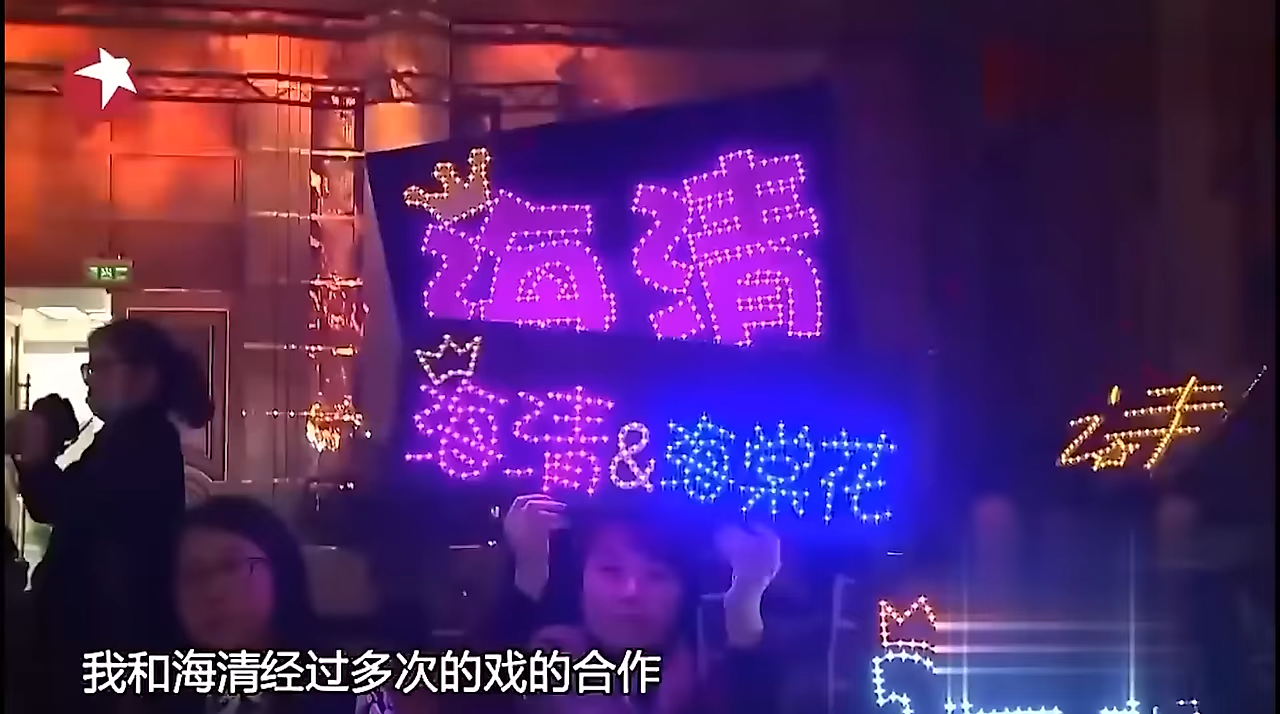 海清
海清&海棠花
清
我和海清经过多次的戏的合作